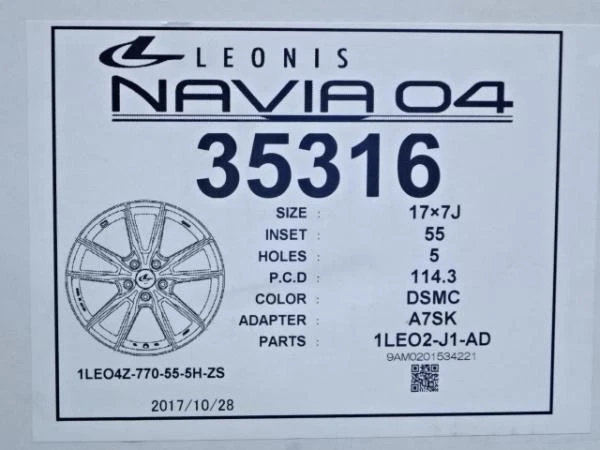 LEONIS
NAVIA 04
35316
SIZE : 17×7J
INSET : 55
HOLES : 5
P.C.D : 114.3
COLOR : DSMC
ADAPTER : A7SK
PARTS : 1LEO2-J1-AD
9AM0201534221
1LEO4Z-770-55-5H-ZS
2017/10/28